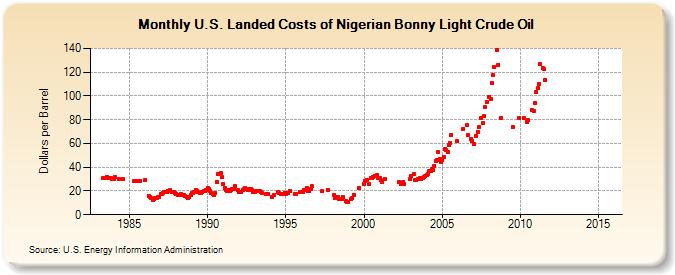 Monthly U.S. Landed Costs of Nigerian Bonny Light Crude Oil
Dollars per Barrel
140
120
100
80
60
40
20
0
1985 1990 1995 2000 2005 2010 2015
Source: U.S. Energy Information Administration